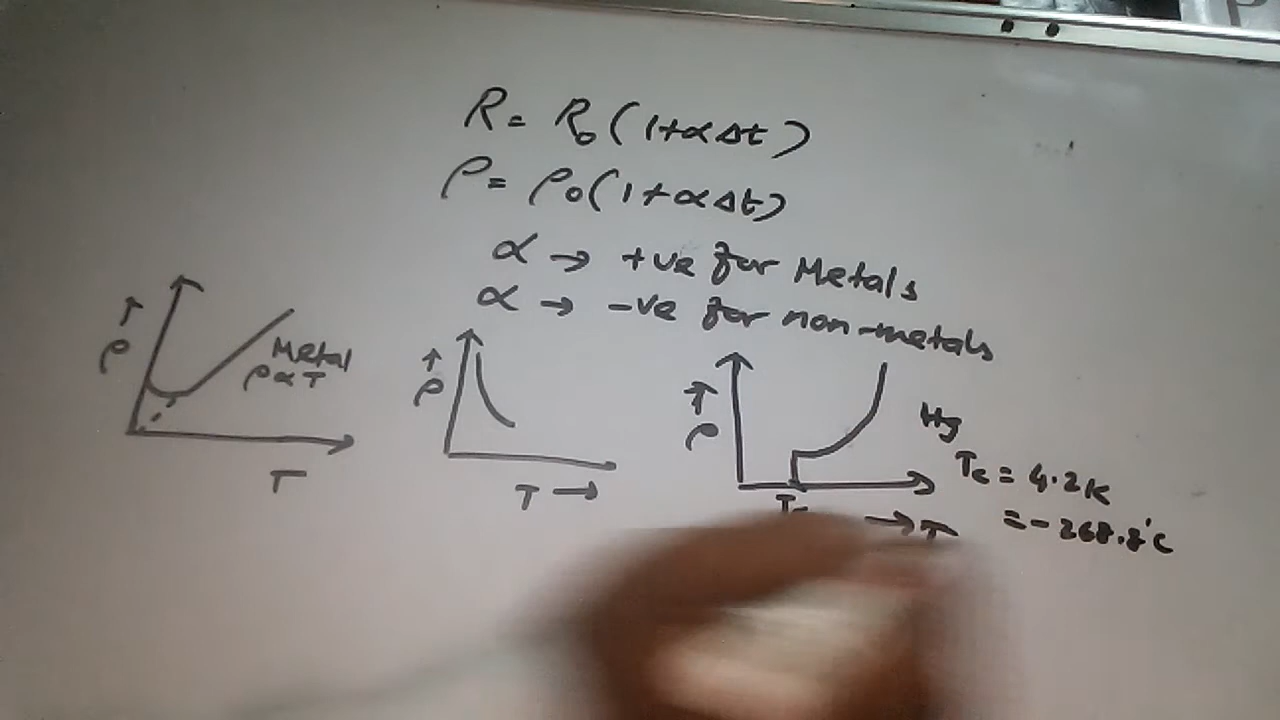 R = R₀(1+αΔt)
ρ = ρ₀(1+αΔt)
α → +ve for Metals
α → -ve for non-metals
↑
ρ
Metal
ρ ∝ T
T
↑
ρ
T →
↑
ρ
Tc
→ T
Hg
Tc = 4.2K
= -268.8°C